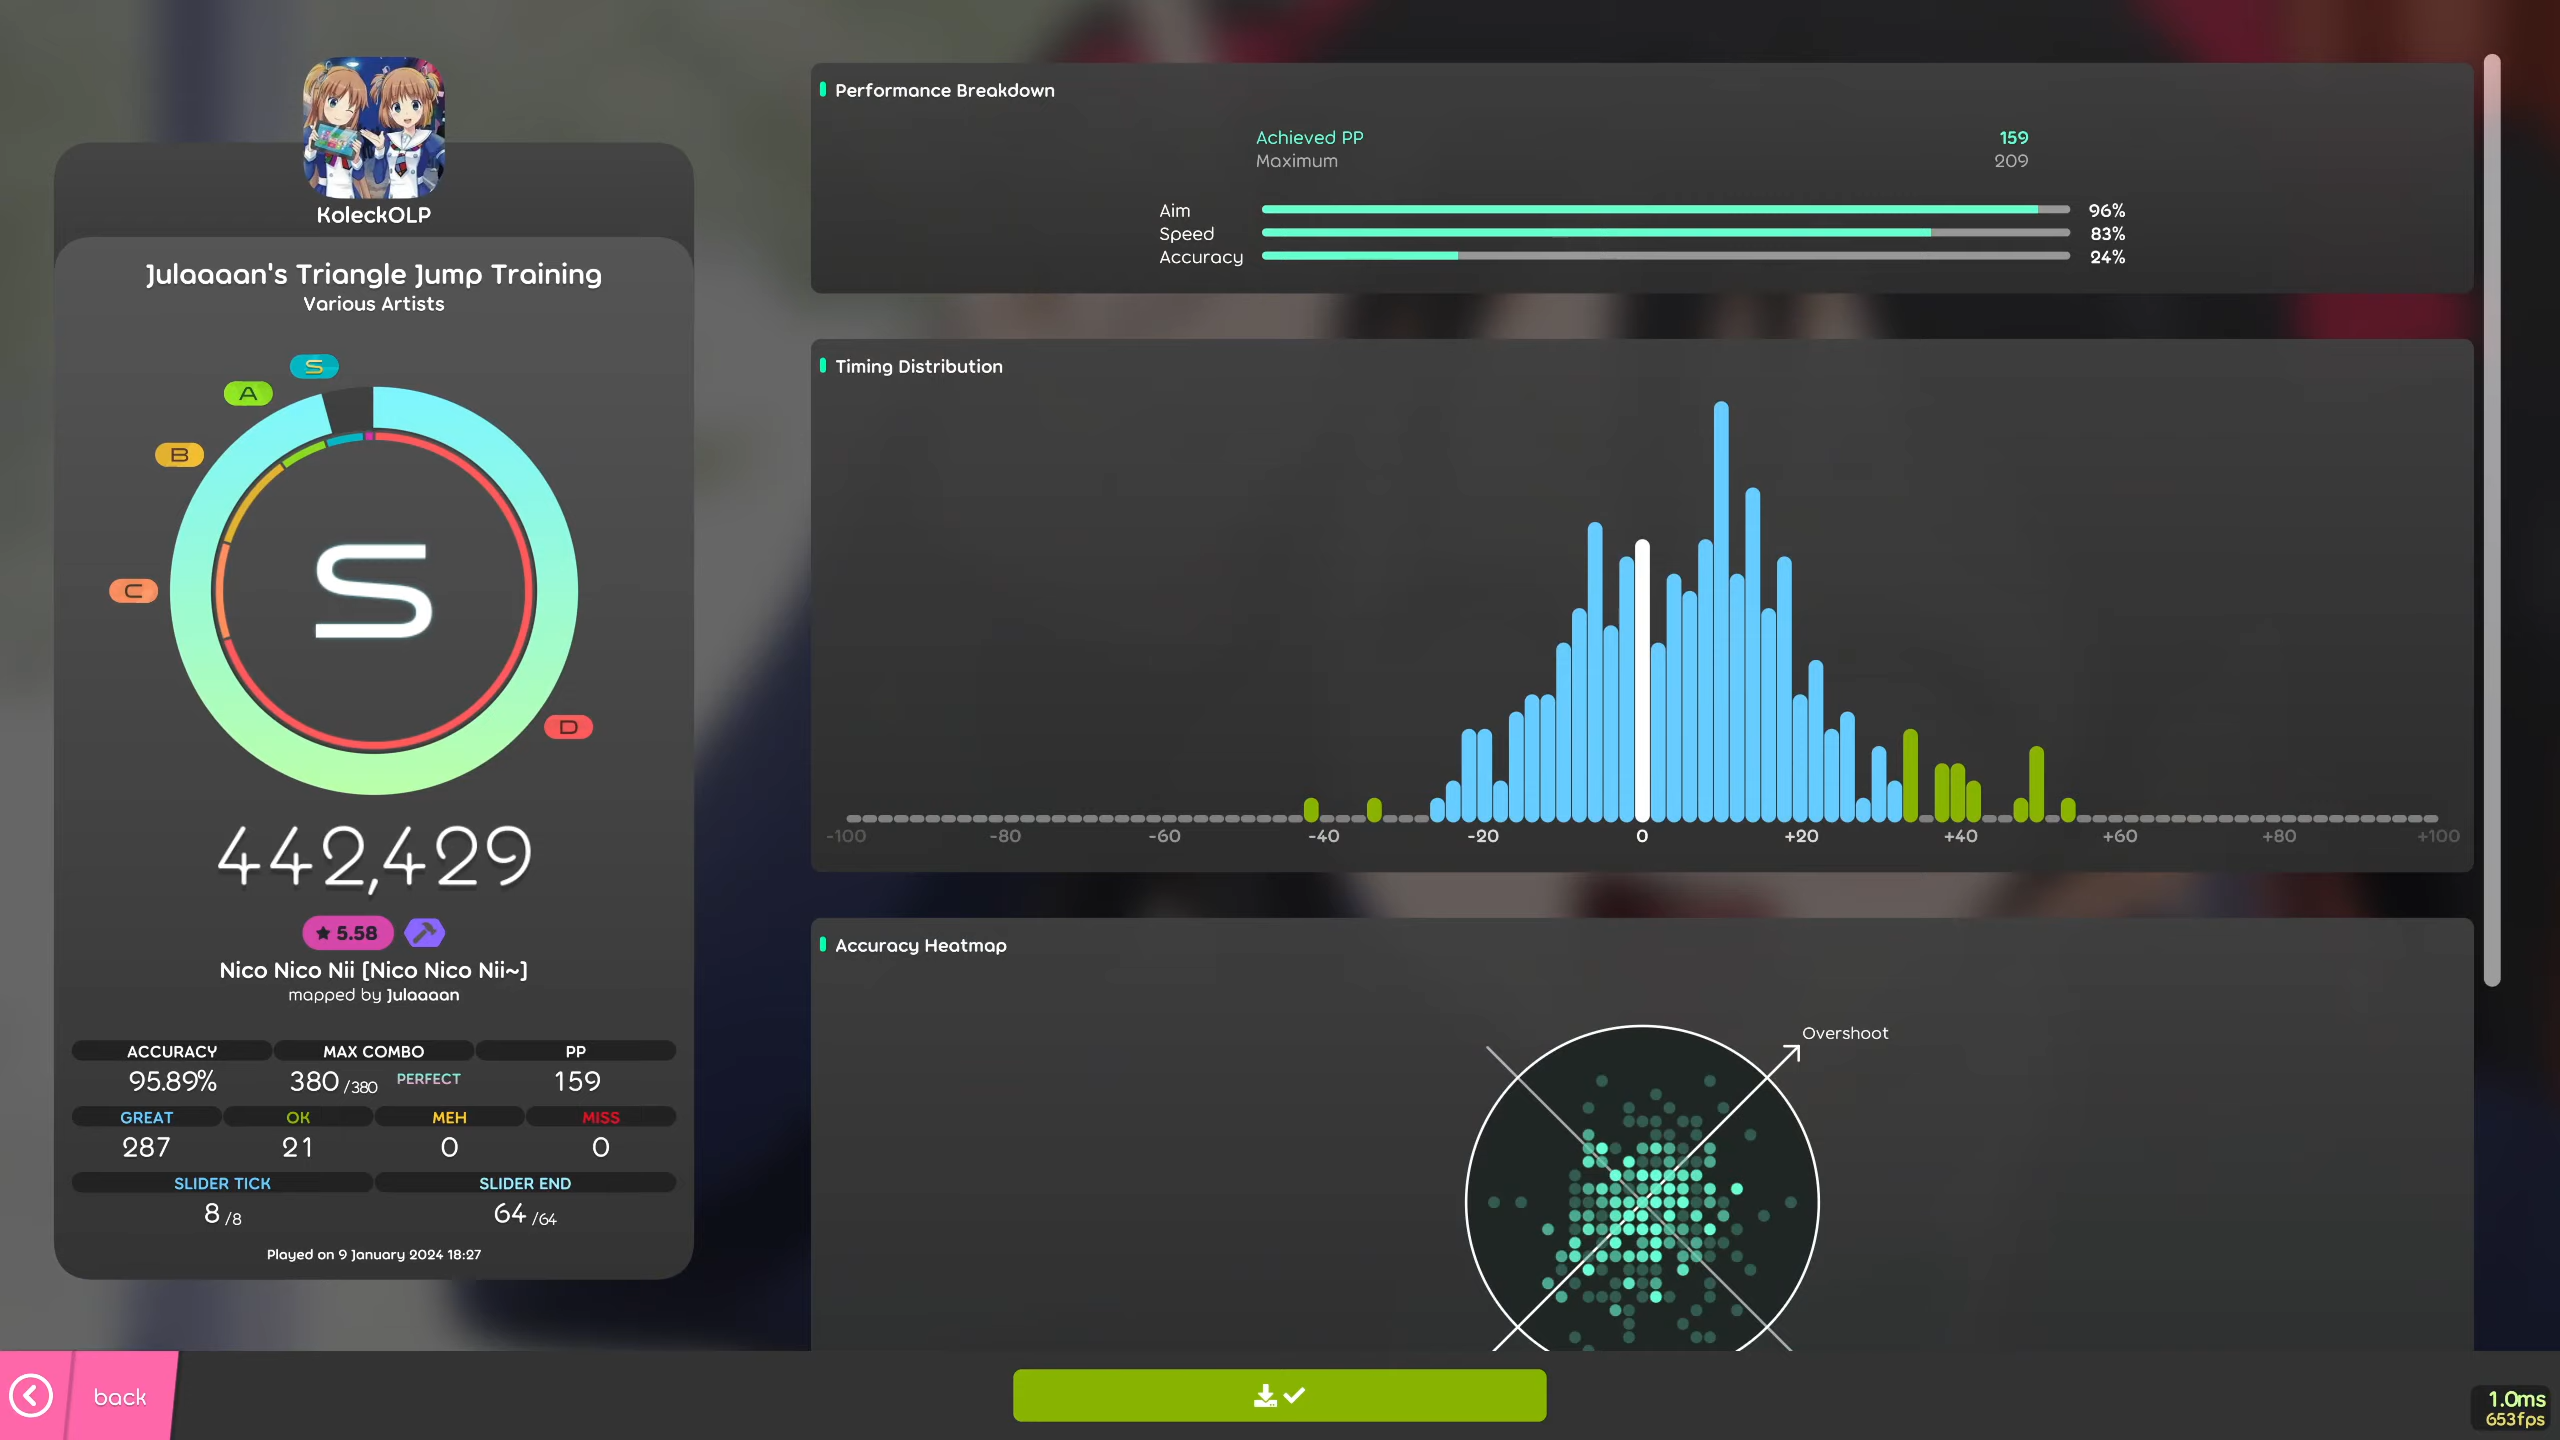 KoleckOLP
Julaaaan's Triangle Jump Training
Various Artists
S
A
B
C
D
S
442,429
5.58
Nico Nico Nii [Nico Nico Nii~]
mapped by Julaaaan
ACCURACY MAX COMBO PP
95.89% 380 /380 PERFECT 159
GREAT OK MEH MISS
287 21 0 0
SLIDER TICK SLIDER END
8 /8 64 /64
Played on 9 January 2024 18:27
Performance Breakdown
Achieved PP 159
Maximum 209
Aim 96%
Speed 83%
Accuracy 24%
Timing Distribution
-100 -80 -60 -40 -20 0 +20 +40 +60 +80 +100
Accuracy Heatmap
Overshoot
back
1.0ms
653fps